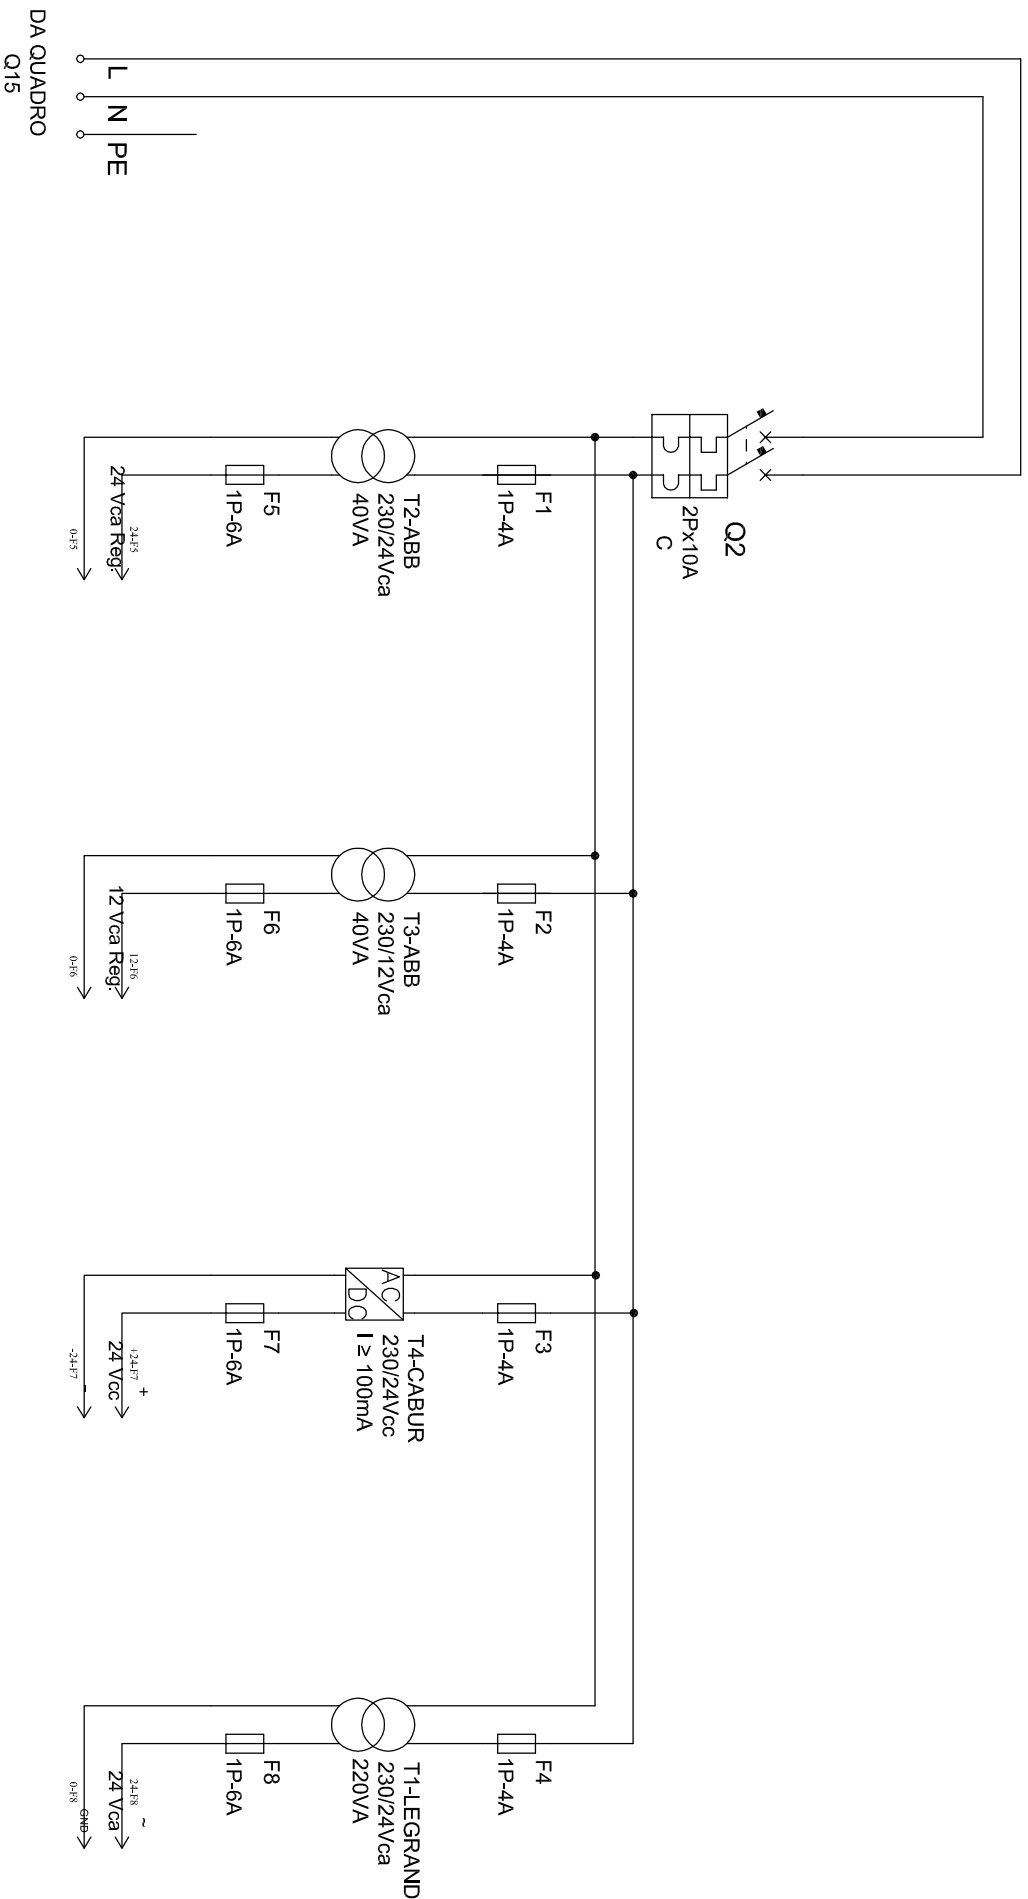 DA QUADRO
Q15
L
N
PE
Q2
2Px10A
C
F1
1P-4A
T2-ABB
230/24Vca
40VA
F5
1P-6A
24-F5
24 Vca Reg.
0-F5
F2
1P-4A
T3-ABB
230/12Vca
40VA
F6
1P-6A
12-F6
12 Vca Reg.
0-F6
F3
1P-4A
AC
DC
T4-CABUR
230/24Vcc
I ≥ 100mA
F7
1P-6A
+
+24-F7
24 Vcc
-
-24-F7
F4
1P-4A
T1-LEGRAND
230/24Vca
220VA
F8
1P-6A
~
24-F8
24 Vca
GND
0-F8